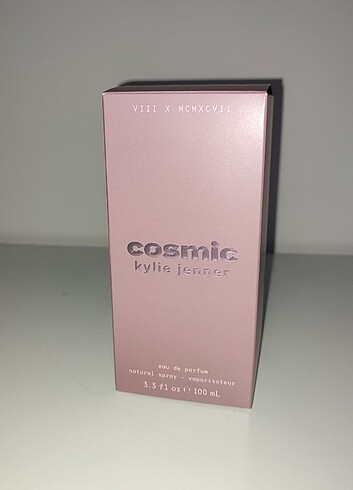 VIII X MCMXCVII
cosmic
kylie jenner
eau de parfum
natural spray - vaporisateur
3.3 fl oz ℮ 100 mL